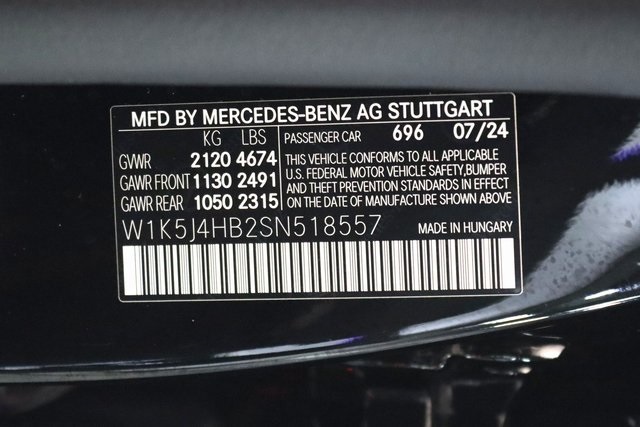 MFD BY MERCEDES-BENZ AG STUTTGART
KG LBS PASSENGER CAR 696 07/24
GVWR 2120 4674
GAWR FRONT 1130 2491
GAWR REAR 1050 2315
THIS VEHICLE CONFORMS TO ALL APPLICABLE
U.S. FEDERAL MOTOR VEHICLE SAFETY,BUMPER
AND THEFT PREVENTION STANDARDS IN EFFECT
ON THE DATE OF MANUFACTURE SHOWN ABOVE
W1K5J4HB2SN518557 MADE IN HUNGARY